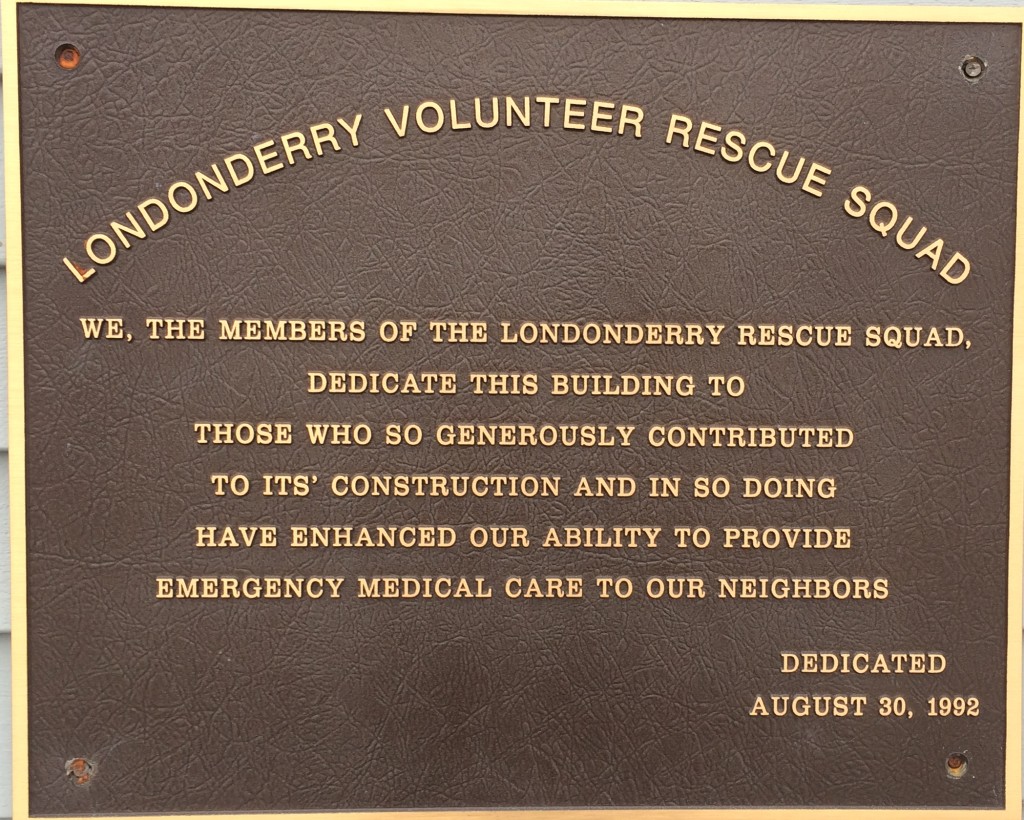 LONDONDERRY VOLUNTEER RESCUE SQUAD
WE, THE MEMBERS OF THE LONDONDERRY RESCUE SQUAD,
DEDICATE THIS BUILDING TO
THOSE WHO SO GENEROUSLY CONTRIBUTED
TO ITS' CONSTRUCTION AND IN SO DOING
HAVE ENHANCED OUR ABILITY TO PROVIDE
EMERGENCY MEDICAL CARE TO OUR NEIGHBORS
DEDICATED
AUGUST 30, 1992